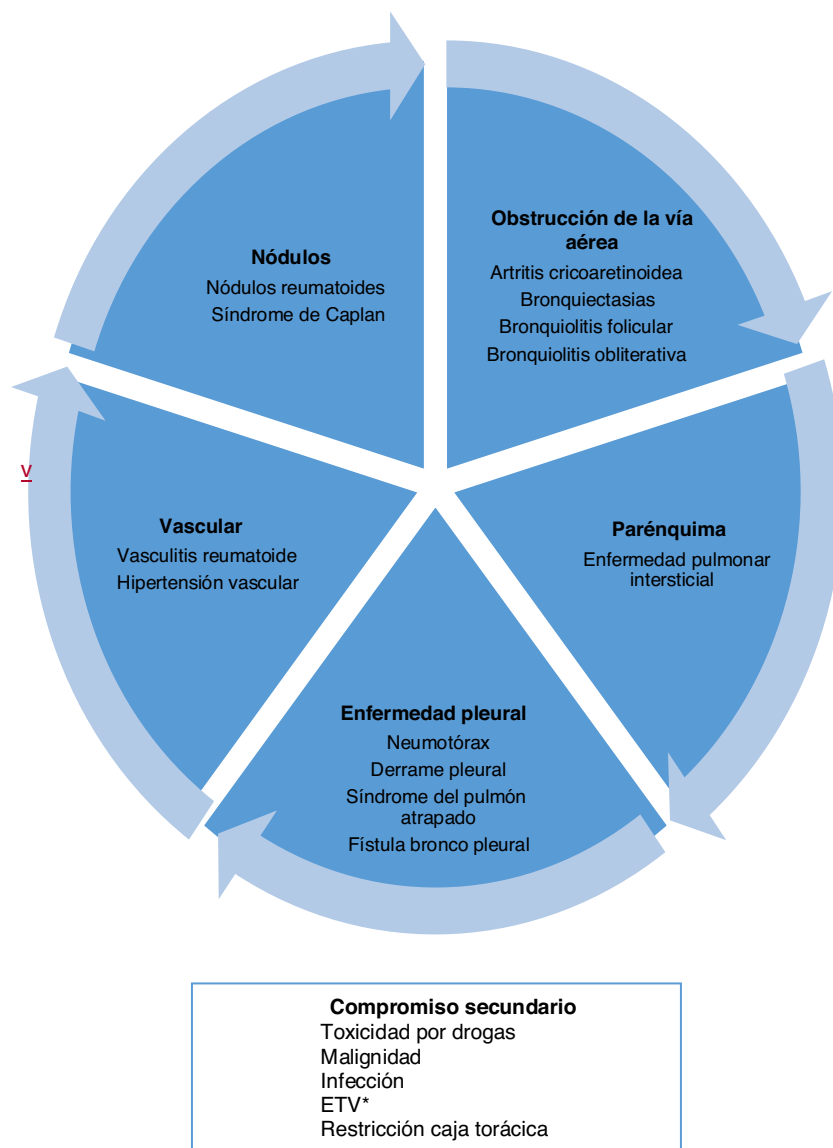 Obstrucción de la vía
aérea
Artritis cricoaretinoidea
Bronquiectasias
Bronquiolitis folicular
Bronquiolitis obliterativa
Parénquima
Enfermedad pulmonar
intersticial
Enfermedad pleural
Neumotórax
Derrame pleural
Síndrome del pulmón
atrapado
Fístula bronco pleural
Vascular
Vasculitis reumatoide
Hipertensión vascular
Nódulos
Nódulos reumatoides
Síndrome de Caplan
v
Compromiso secundario
Toxicidad por drogas
Malignidad
Infección
ETV*
Restricción caja torácica